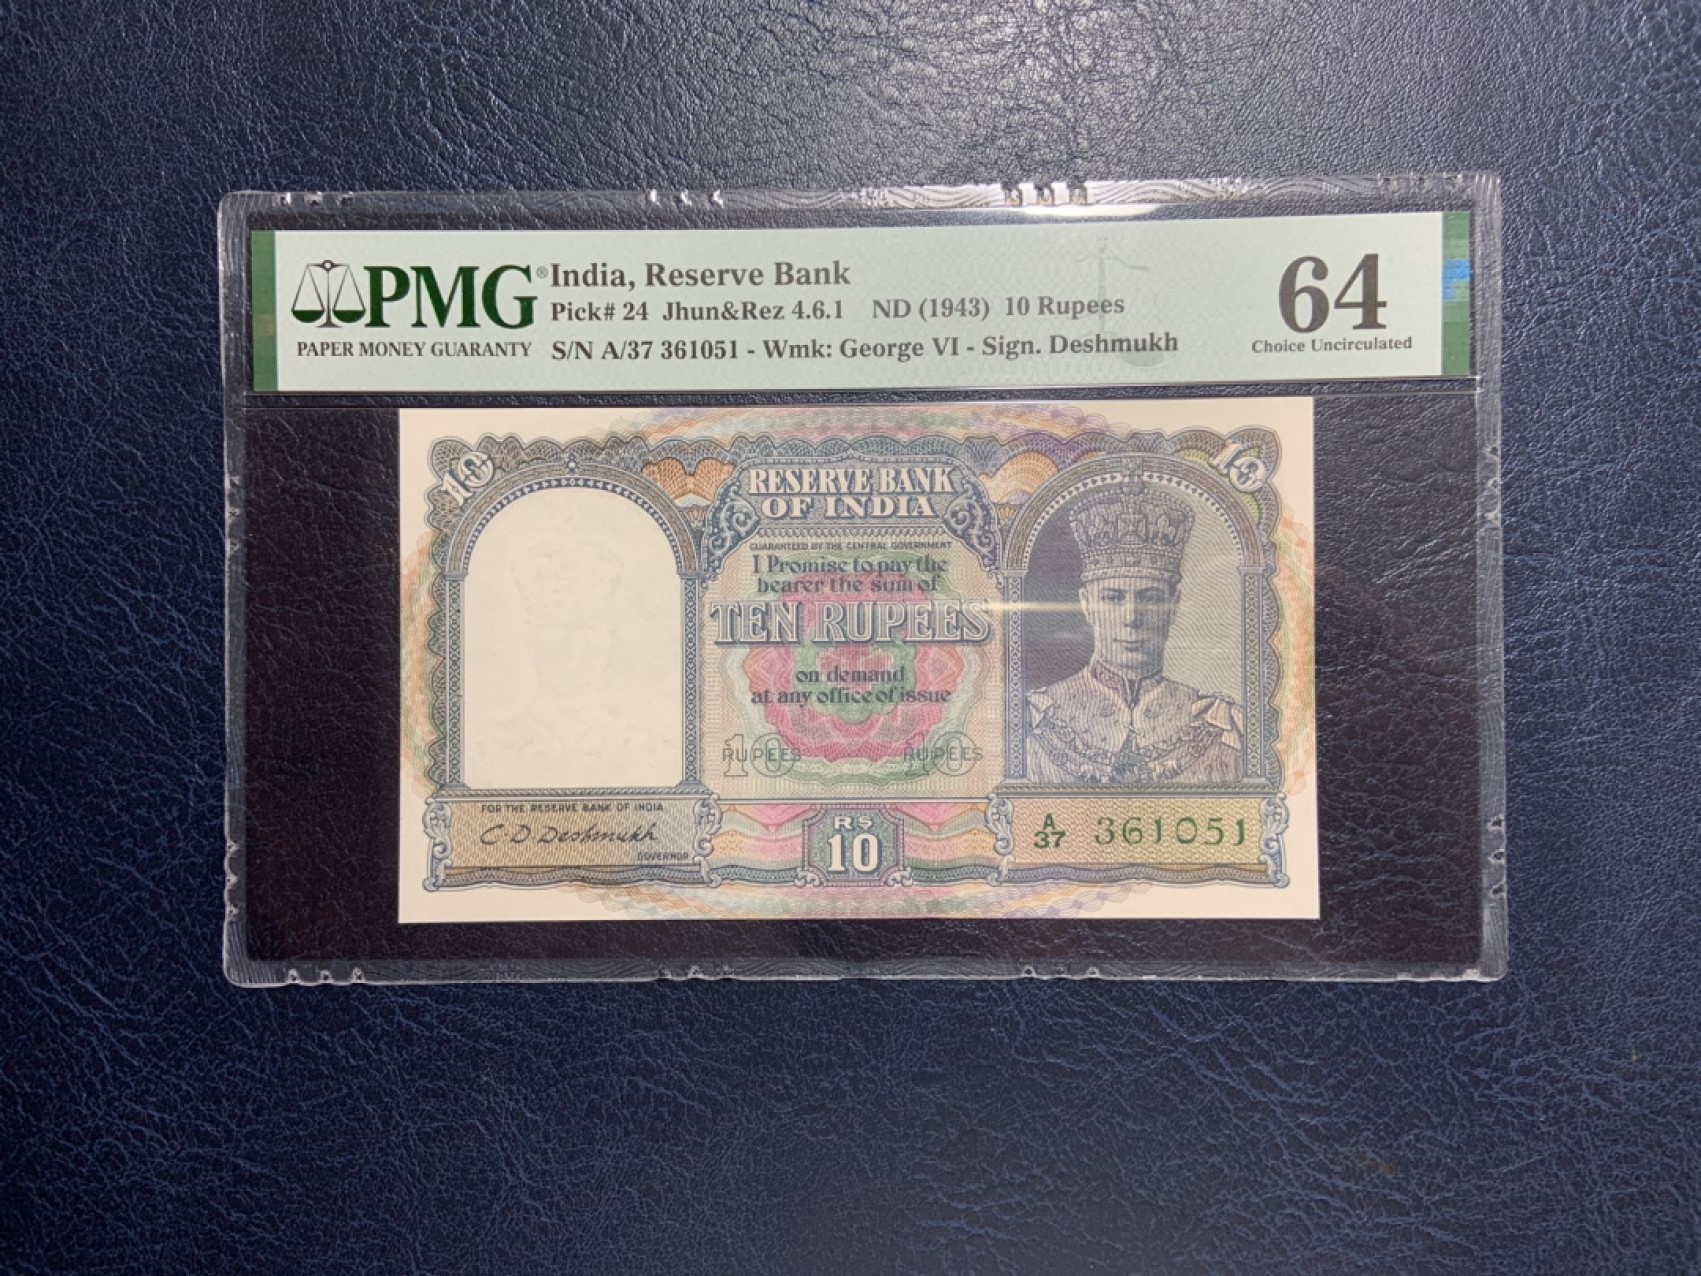 PMG®
PAPER MONEY GUARANTY
India, Reserve Bank
Pick# 24 Jhun&Rez 4.6.1 ND (1943) 10 Rupees
S/N A/37 361051 - Wmk: George VI - Sign. Deshmukh
64
Choice Uncirculated
10
10
RESERVE BANK
OF INDIA
GUARANTEED BY THE CENTRAL GOVERNMENT
I Promise to pay the
bearer the sum of
TEN RUPEES
on demand
at any office of issue
10 RUPEES
10 RUPEES
FOR THE RESERVE BANK OF INDIA
C. D. Deshmukh
GOVERNOR
RS
10
A
37 361051